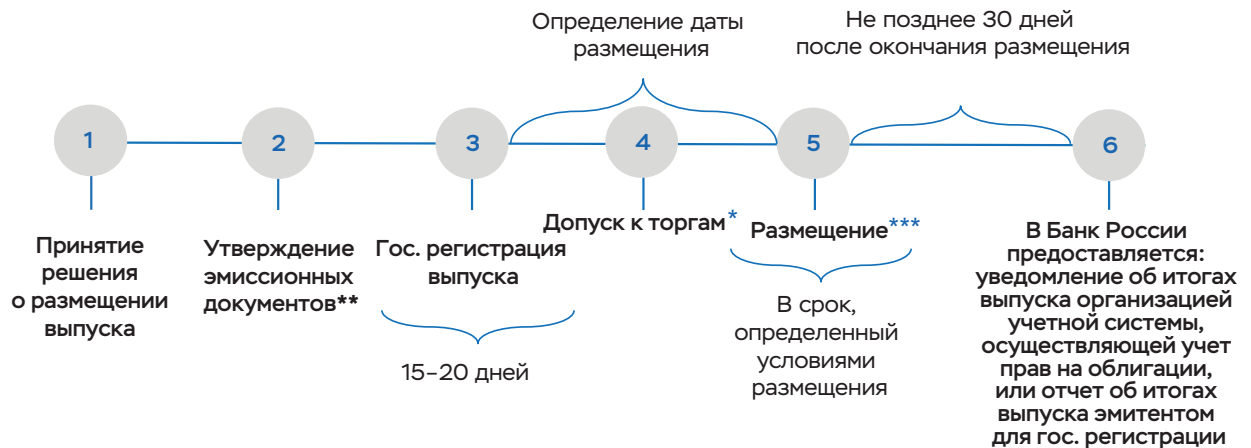 Определение даты
размещения
Не позднее 30 дней
после окончания размещения
1
2
3
4
5
6
Принятие
решения
о размещении
выпуска
Утверждение
эмиссионных
документов**
Гос. регистрация
выпуска
15–20 дней
Допуск к торгам*
Размещение***
В срок,
определенный
условиями
размещения
В Банк России
предоставляется:
уведомление об итогах
выпуска организацией
учетной системы,
осуществляющей учет
прав на облигации,
или отчет об итогах
выпуска эмитентом
для гос. регистрации